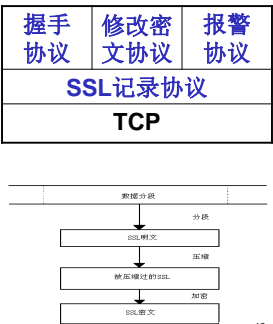 握手 修改密 报警
协议 文协议 协议
SSL记录协议
TCP
数据分段
分段
SSL明文
压缩
被压缩过的SSL
加密
SSL密文